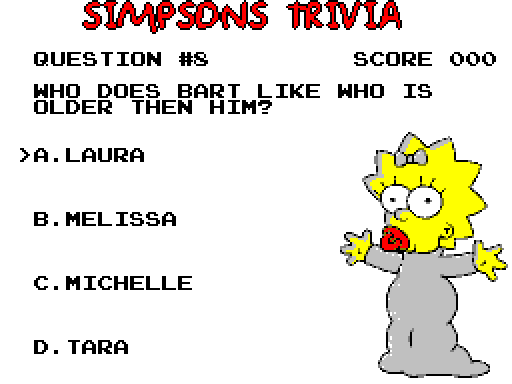 SIMPSONS TRIVIA
QUESTION #8 SCORE 000
WHO DOES BART LIKE WHO IS
OLDER THEN HIM?
>A.LAURA
B.MELISSA
C.MICHELLE
D.TARA